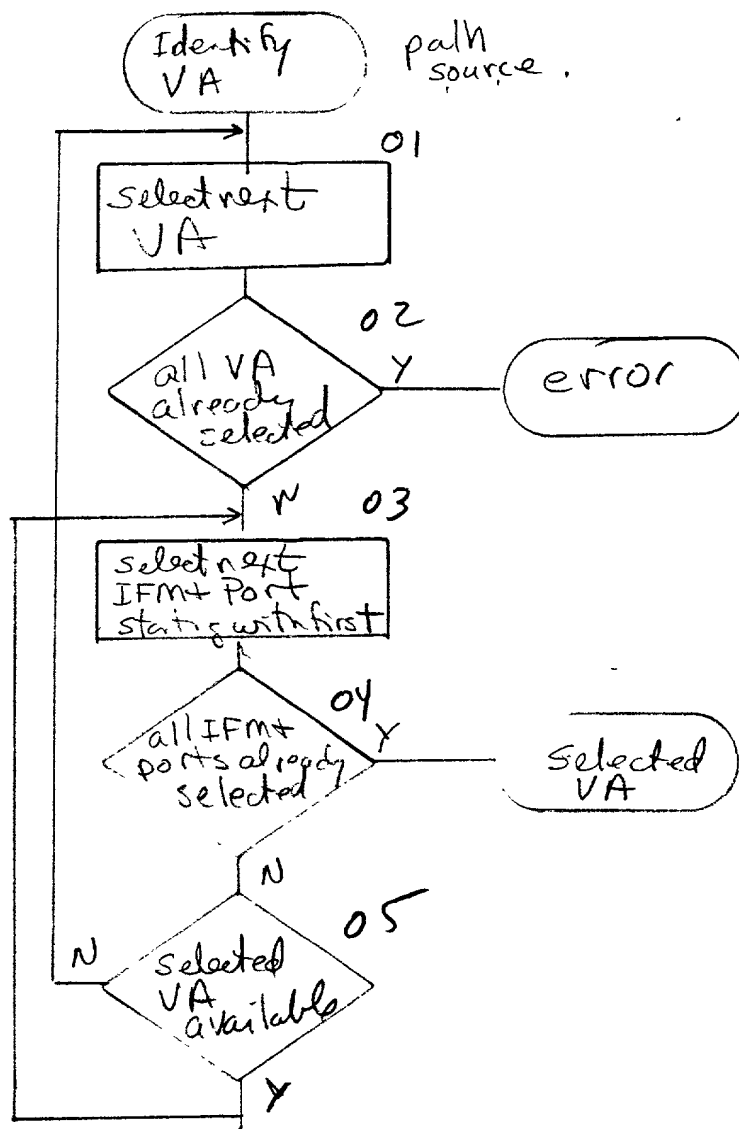 Identify
VA
path
source.
01
select next
VA
02
all VA
already
selected
Y
error
N
03
select next
IFM+ Port
starting with first
04
all IFM+
ports already
selected
Y
selected
VA
N
05
selected
VA
available
N
Y